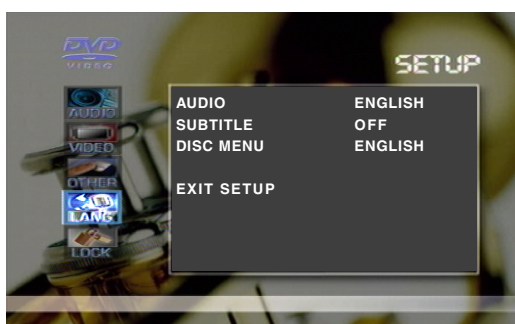 DVD
VIDEO
SETUP
AUDIO
VIDEO
OTHER
LANG
LOCK
AUDIO ENGLISH
SUBTITLE OFF
DISC MENU ENGLISH
EXIT SETUP